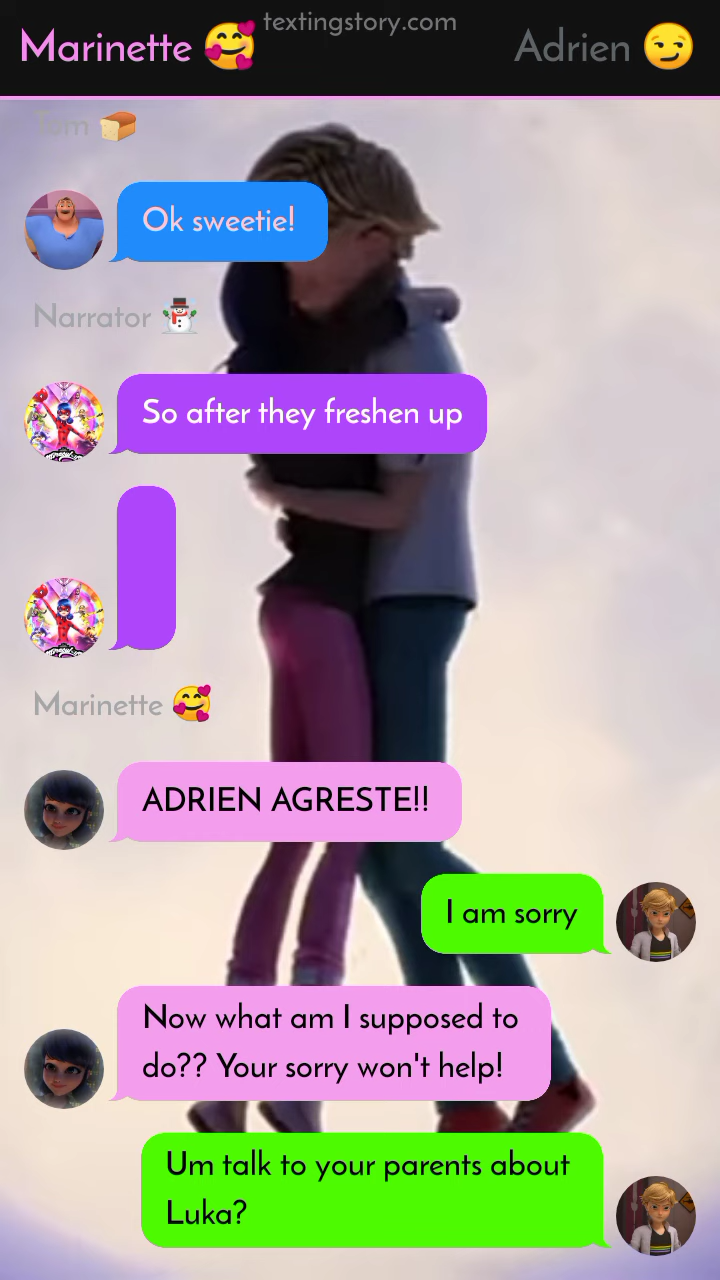 textingstory.com
Marinette 🥰
Adrien 😏
Tom 🍞
Ok sweetie!
Narrator ⛄
So after they freshen up
Marinette 🥰
ADRIEN AGRESTE!!
I am sorry
Now what am I supposed to
do?? Your sorry won't help!
Um talk to your parents about
Luka?